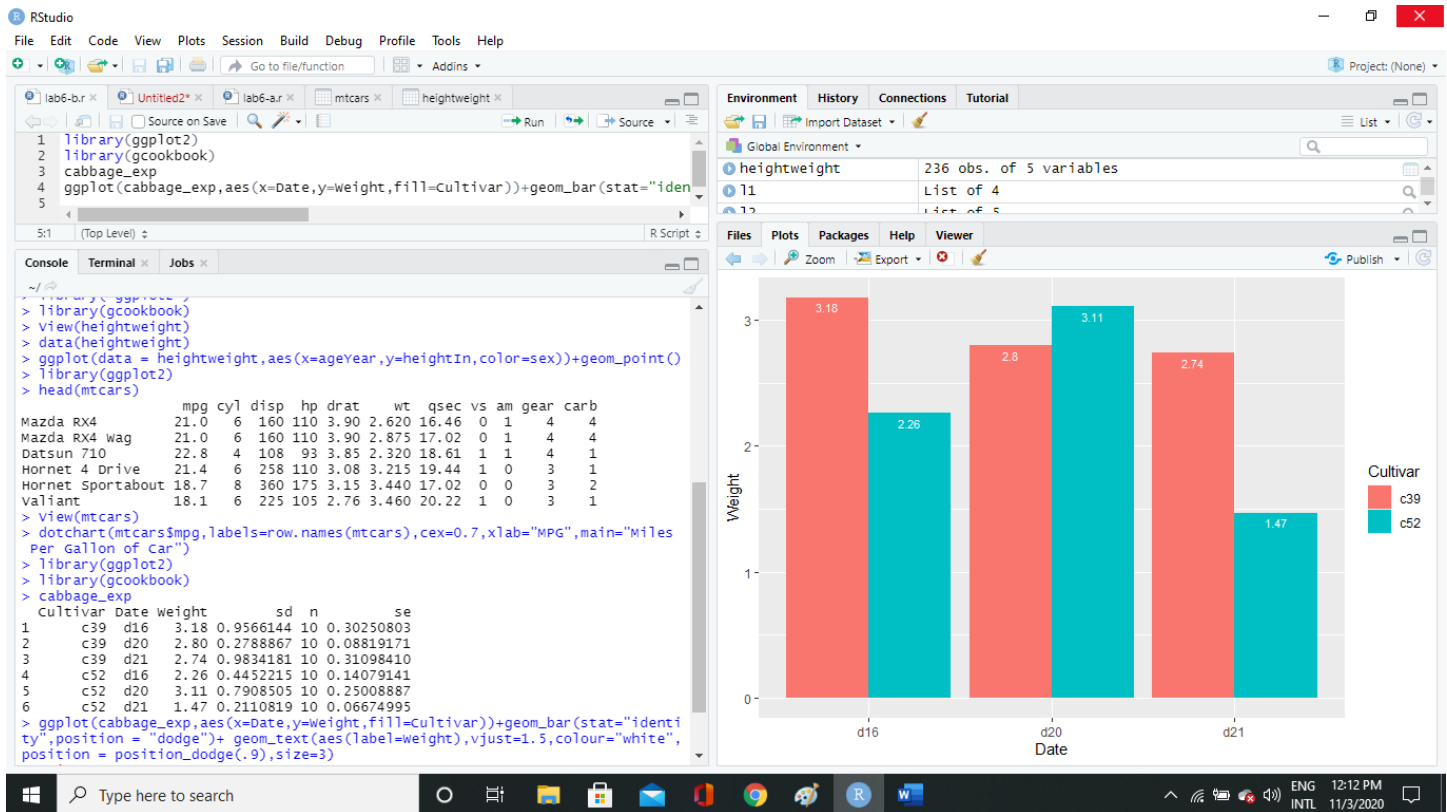 RStudio
File Edit Code View Plots Session Build Debug Profile Tools Help
Go to file/function Addins Project: (None)
lab6-b.r Untitled2* lab6-a.r mtcars heightweight
Source on Save Run Source
1 library(ggplot2)
2 library(gcookbook)
3 cabbage_exp
4 ggplot(cabbage_exp,aes(x=Date,y=Weight,fill=Cultivar))+geom_bar(stat="iden
5
5:1 (Top Level) R Script
Console Terminal Jobs
~/
> library(gcookbook)
> View(heightweight)
> data(heightweight)
> ggplot(data = heightweight,aes(x=ageYear,y=heightIn,color=sex))+geom_point()
> library(ggplot2)
> head(mtcars)
mpg cyl disp hp drat wt qsec vs am gear carb
Mazda RX4 21.0 6 160 110 3.90 2.620 16.46 0 1 4 4
Mazda RX4 Wag 21.0 6 160 110 3.90 2.875 17.02 0 1 4 4
Datsun 710 22.8 4 108 93 3.85 2.320 18.61 1 1 4 1
Hornet 4 Drive 21.4 6 258 110 3.08 3.215 19.44 1 0 3 1
Hornet Sportabout 18.7 8 360 175 3.15 3.440 17.02 0 0 3 2
Valiant 18.1 6 225 105 2.76 3.460 20.22 1 0 3 1
> View(mtcars)
> dotchart(mtcars$mpg,labels=row.names(mtcars),cex=0.7,xlab="MPG",main="Miles
Per Gallon of Car")
> library(ggplot2)
> library(gcookbook)
> cabbage_exp
Cultivar Date Weight sd n se
1 c39 d16 3.18 0.9566144 10 0.30250803
2 c39 d20 2.80 0.2788867 10 0.08819171
3 c39 d21 2.74 0.9834181 10 0.31098410
4 c52 d16 2.26 0.4452215 10 0.14079141
5 c52 d20 3.11 0.7908505 10 0.25008887
6 c52 d21 1.47 0.2110819 10 0.06674995
> ggplot(cabbage_exp,aes(x=Date,y=Weight,fill=Cultivar))+geom_bar(stat="identi
ty",position = "dodge")+ geom_text(aes(label=Weight),vjust=1.5,colour="white",
position = position_dodge(.9),size=3)
Environment History Connections Tutorial
Import Dataset List
Global Environment
heightweight 236 obs. of 5 variables
l1 List of 4
l2 List of 5
Files Plots Packages Help Viewer
Zoom Export Publish
3.18
3.11
3
2.8
2.74
2.26
2
Weight
1.47
1
0
d16 d20 d21
Date
Cultivar
c39
c52
Type here to search
ENG 12:12 PM
INTL 11/3/2020